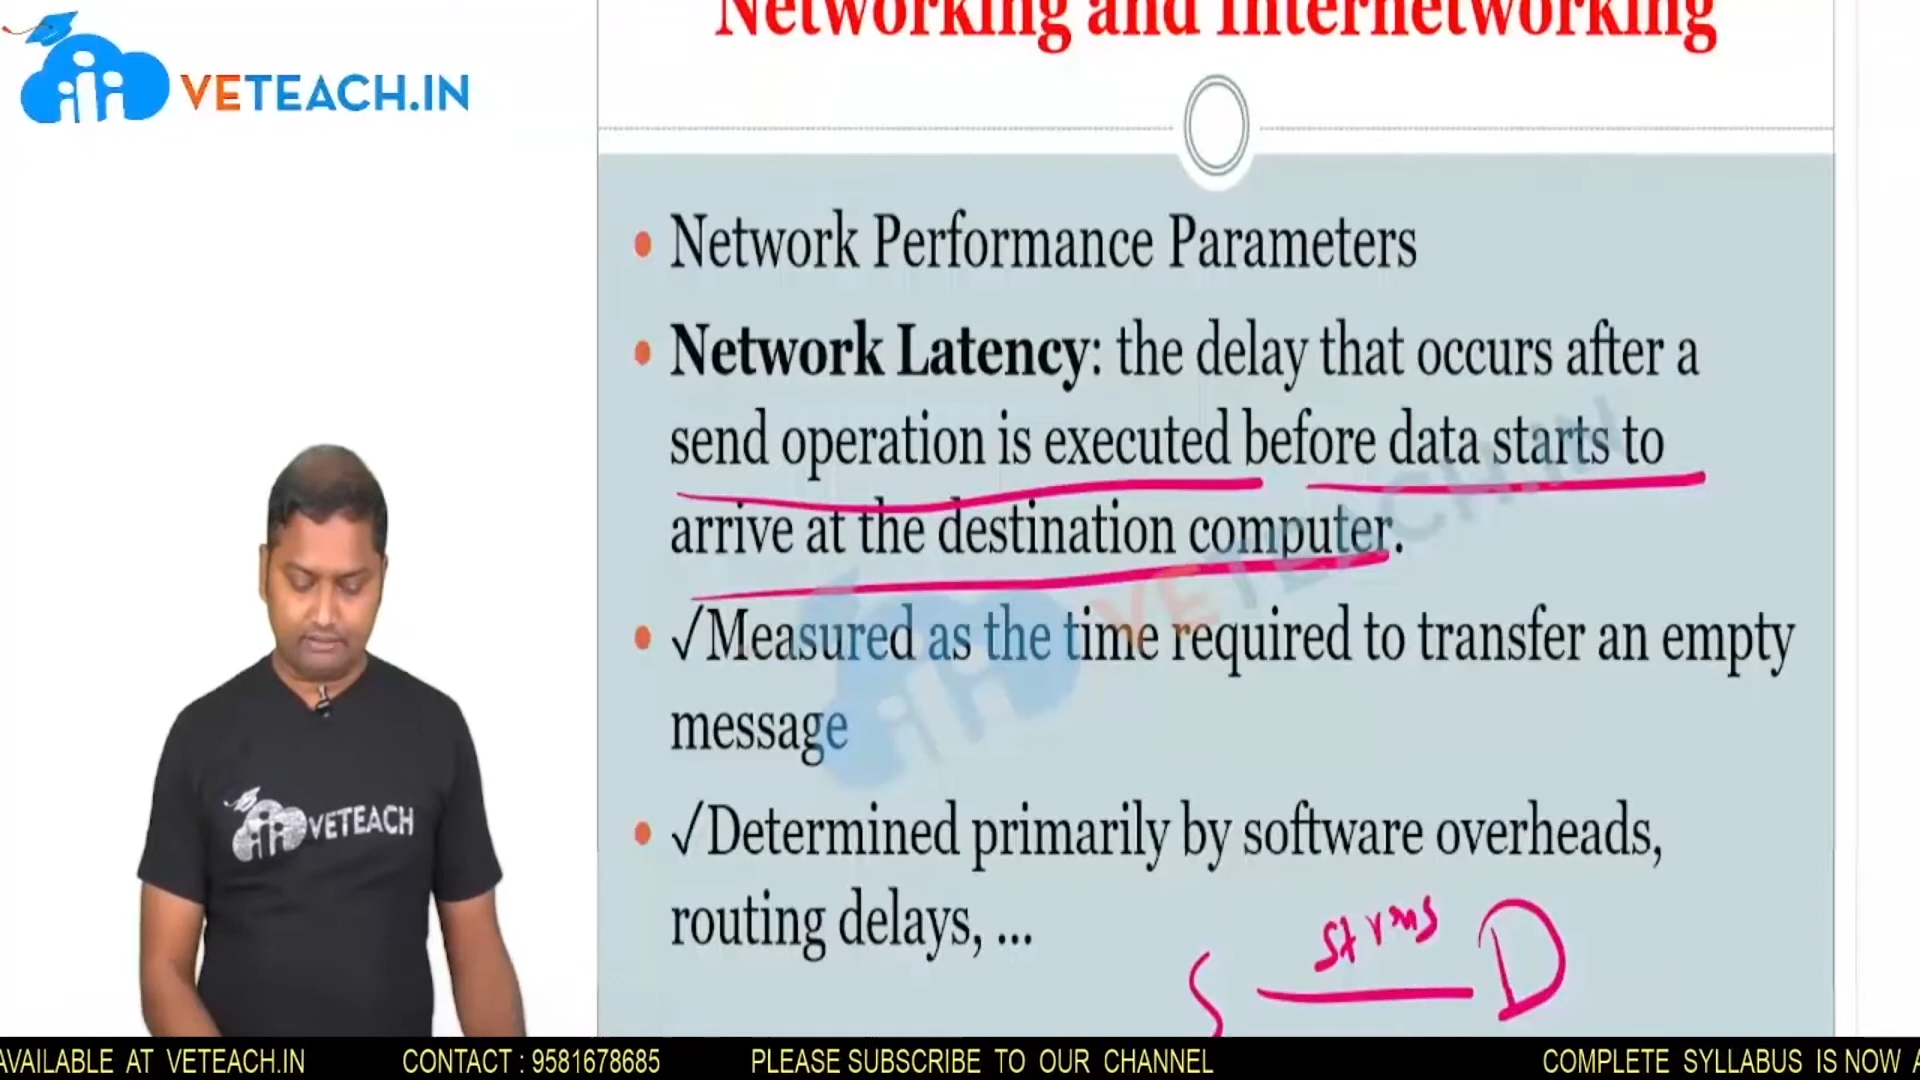 Networking and Internetworking
VETEACH.IN
• Network Performance Parameters
• Network Latency: the delay that occurs after a
send operation is executed before data starts to
arrive at the destination computer.
• √Measured as the time required to transfer an empty
message
• √Determined primarily by software overheads,
routing delays, ...
S
D
VETEACH.IN
VETEACH
AVAILABLE AT VETEACH.IN CONTACT : 9581678685 PLEASE SUBSCRIBE TO OUR CHANNEL COMPLETE SYLLABUS IS NOW A